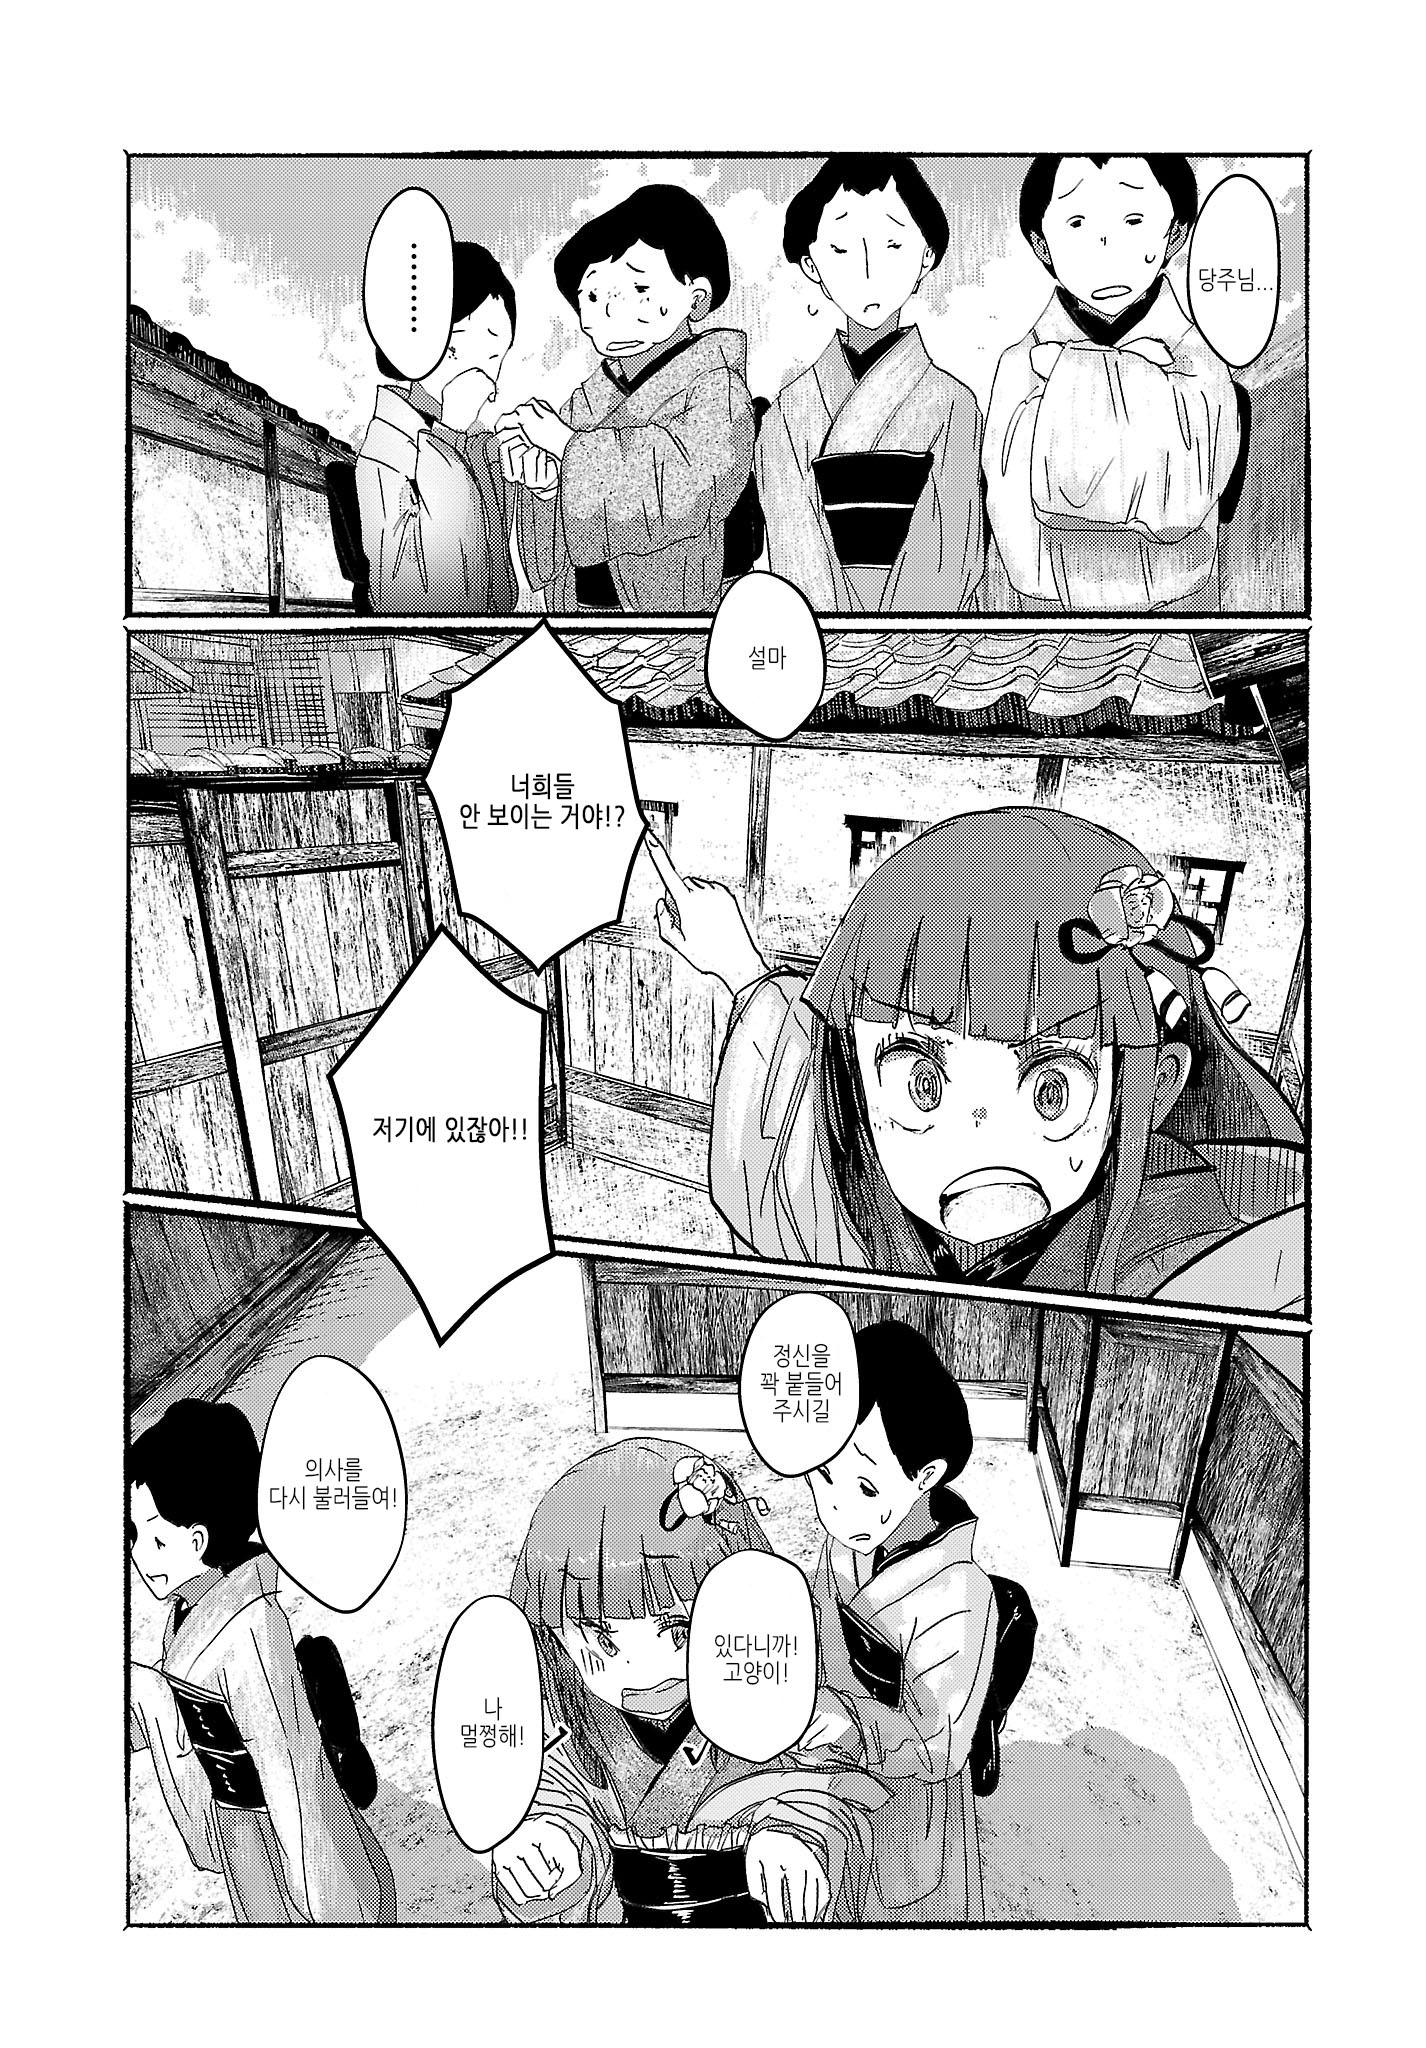 당주님...
………
설마
너희들
안 보이는 거야!?
저기에 있잖아!!
정신을
꽉 붙들어
주시길
의사를
다시 불러들여!
있다니까!
고양이!
나
멀쩡해!